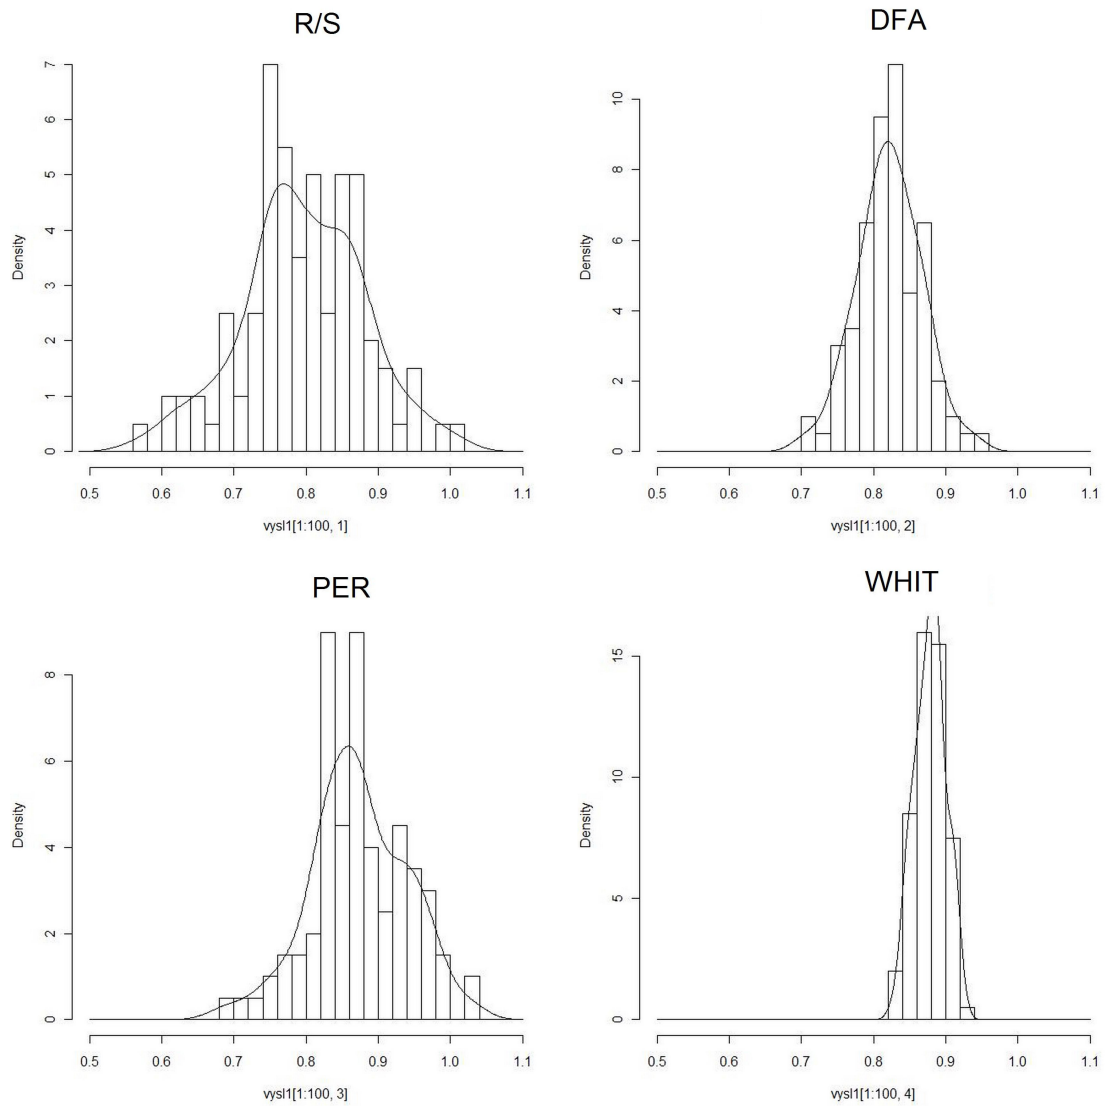 R/S
DFA
Density
0 1 2 3 4 5 6 7
0.5 0.6 0.7 0.8 0.9 1.0 1.1
vysl1[1:100, 1]
Density
0 2 4 6 8 10
0.5 0.6 0.7 0.8 0.9 1.0 1.1
vysl1[1:100, 2]
PER
WHIT
Density
0 2 4 6 8
0.5 0.6 0.7 0.8 0.9 1.0 1.1
vysl1[1:100, 3]
Density
0 5 10 15
0.5 0.6 0.7 0.8 0.9 1.0 1.1
vysl1[1:100, 4]